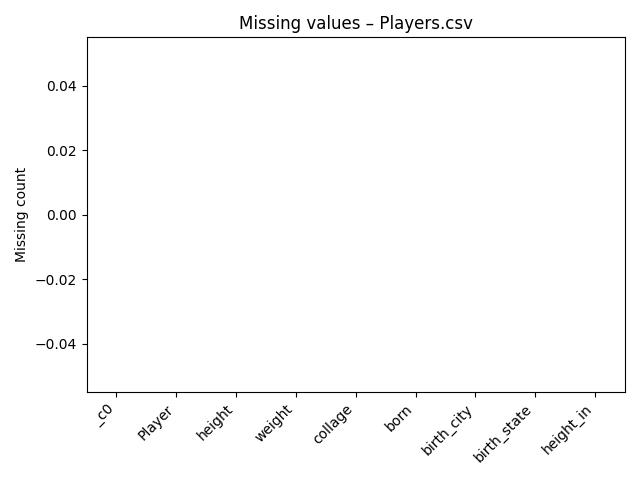 Missing values – Players.csv
Missing count
0.04
0.02
0.00
−0.02
−0.04
_c0
Player
height
weight
collage
born
birth_city
birth_state
height_in